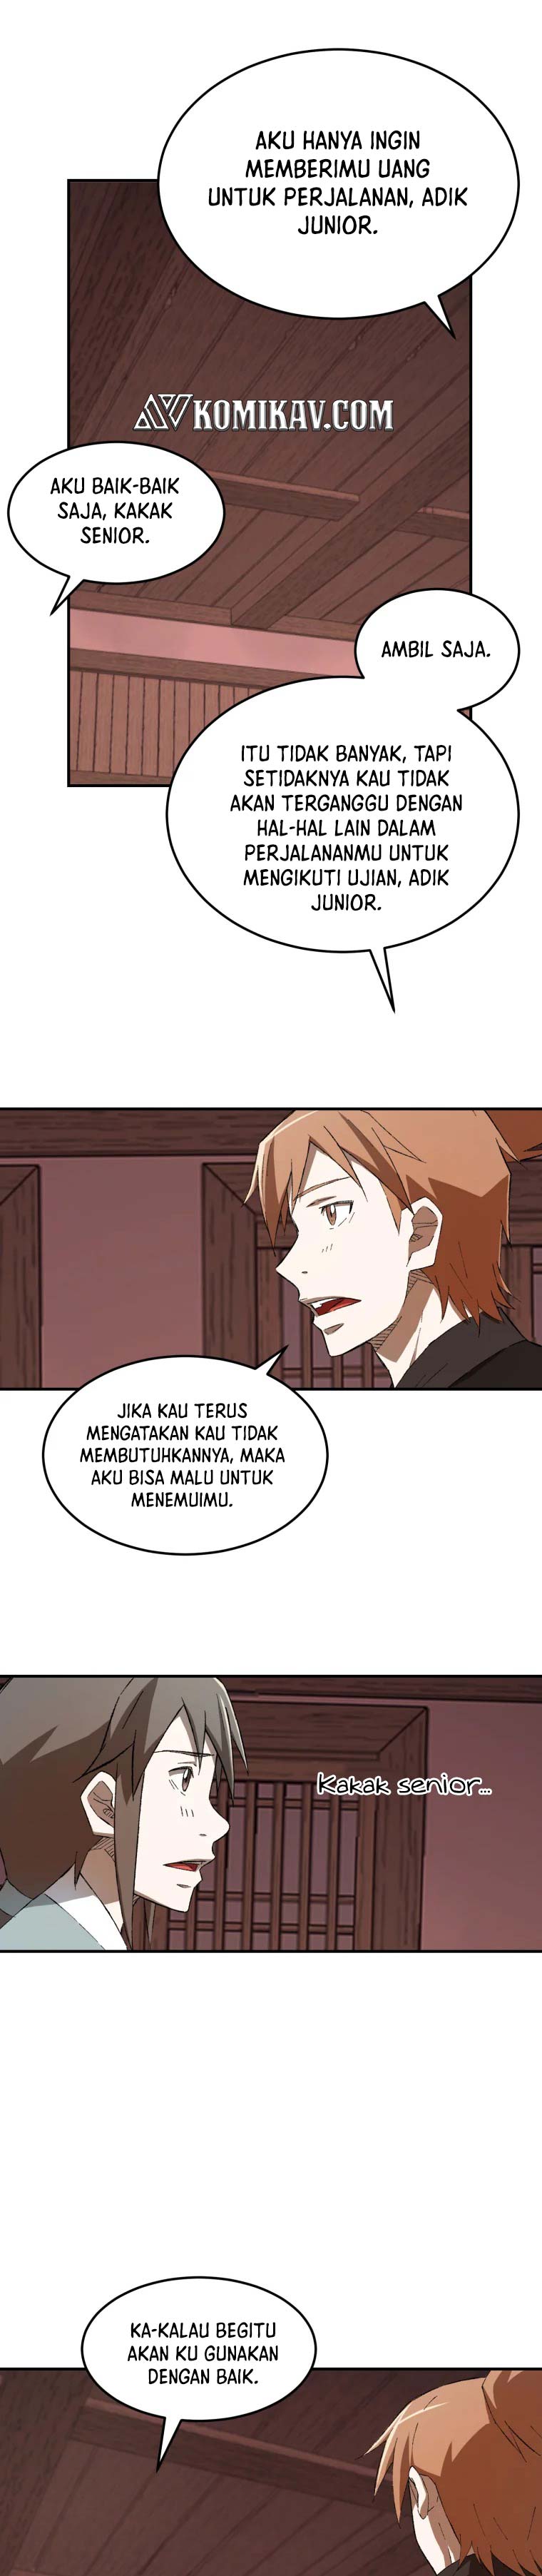 AKU HANYA INGIN
MEMBERIMU UANG
UNTUK PERJALANAN, ADIK
JUNIOR.
KOMIKAV.COM
AKU BAIK-BAIK
SAJA, KAKAK
SENIOR.
AMBIL SAJA.
ITU TIDAK BANYAK, TAPI
SETIDAKNYA KAU TIDAK
AKAN TERGANGGU DENGAN
HAL-HAL LAIN DALAM
PERJALANANMU UNTUK
MENGIKUTI UJIAN, ADIK
JUNIOR.
JIKA KAU TERUS
MENGATAKAN KAU TIDAK
MEMBUTUHKANNYA, MAKA
AKU BISA MALU UNTUK
MENEMUIMU.
Kakak senior...
KA-KALAU BEGITU
AKAN KU GUNAKAN
DENGAN BAIK.